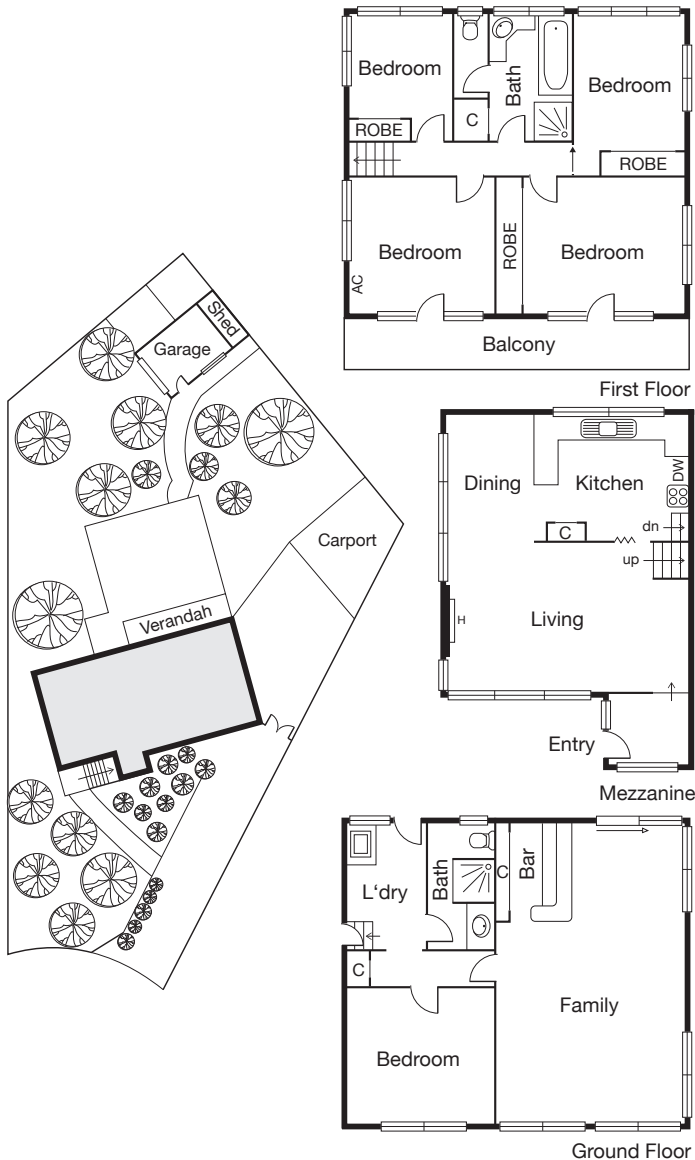 Bedroom
Bath
Bedroom
C
ROBE
ROBE
Bedroom
ROBE
Bedroom
AC
Balcony
First Floor
Shed
Garage
Carport
Verandah
Dining
Kitchen
DW
C
dn
up
H
Living
Entry
Mezzanine
L'dry
Bath
C
Bar
C
Family
Bedroom
Ground Floor